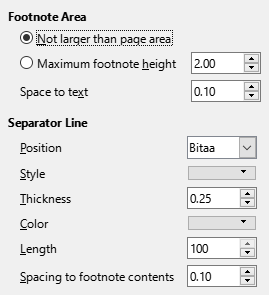 Footnote Area
Not larger than page area
Maximum footnote height 2.00
Space to text 0.10
Separator Line
Position Bitaa
Style
Thickness 0.25
Color
Length 100
Spacing to footnote contents 0.10